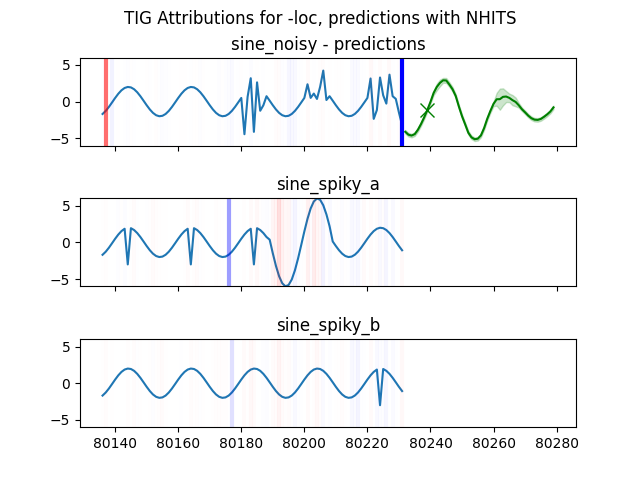 TIG Attributions for -loc, predictions with NHITS
sine_noisy - predictions
5
0
−5
sine_spiky_a
5
0
−5
sine_spiky_b
5
0
−5
80140 80160 80180 80200 80220 80240 80260 80280